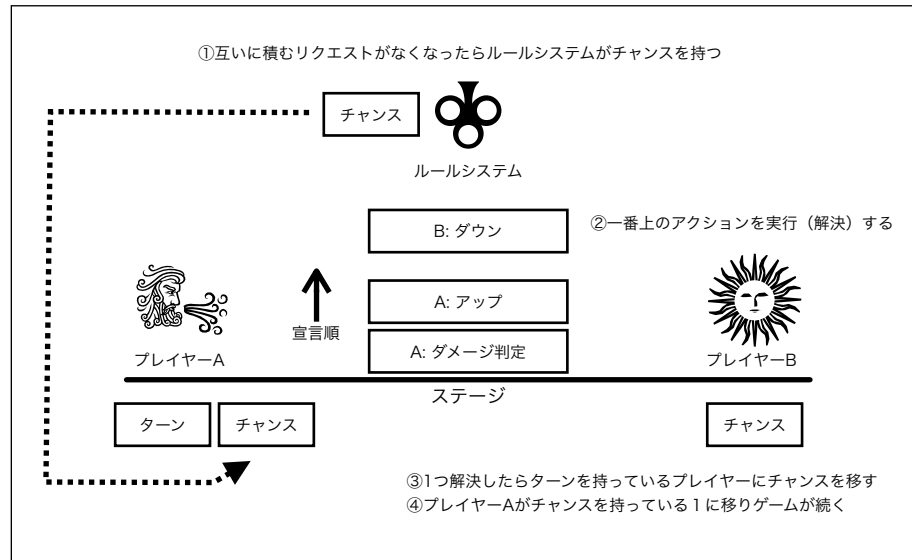 ①互いに積むリクエストがなくなったらルールシステムがチャンスを持つ
チャンス
ルールシステム
B: ダウン
②一番上のアクションを実行（解決）する
A: アップ
宣言順
A: ダメージ判定
プレイヤーA
プレイヤーB
ステージ
ターン
チャンス
チャンス
③1つ解決したらターンを持っているプレイヤーにチャンスを移す
④プレイヤーAがチャンスを持っている１に移りゲームが続く